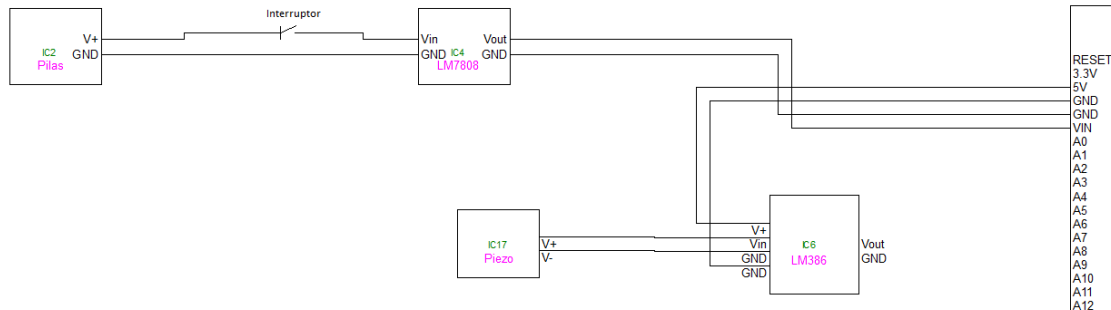 Interruptor
V+
GND
IC2
Pilas
Vin
GND
IC4
LM7808
Vout
GND
RESET
3.3V
5V
GND
GND
VIN
A0
A1
A2
A3
A4
A5
A6
A7
A8
A9
A10
A11
A12
IC17
Piezo
V+
V-
V+
Vin
GND
GND
IC6
LM386
Vout
GND